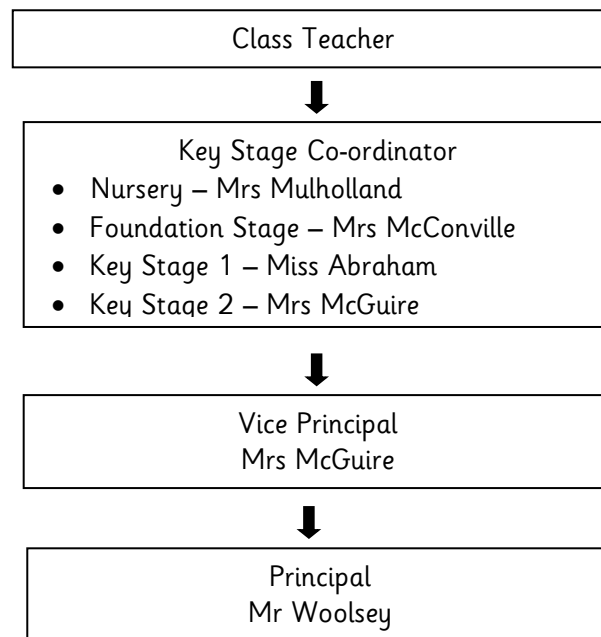 Class Teacher
Key Stage Co-ordinator
• Nursery – Mrs Mulholland
• Foundation Stage – Mrs McConville
• Key Stage 1 – Miss Abraham
• Key Stage 2 – Mrs McGuire
Vice Principal
Mrs McGuire
Principal
Mr Woolsey